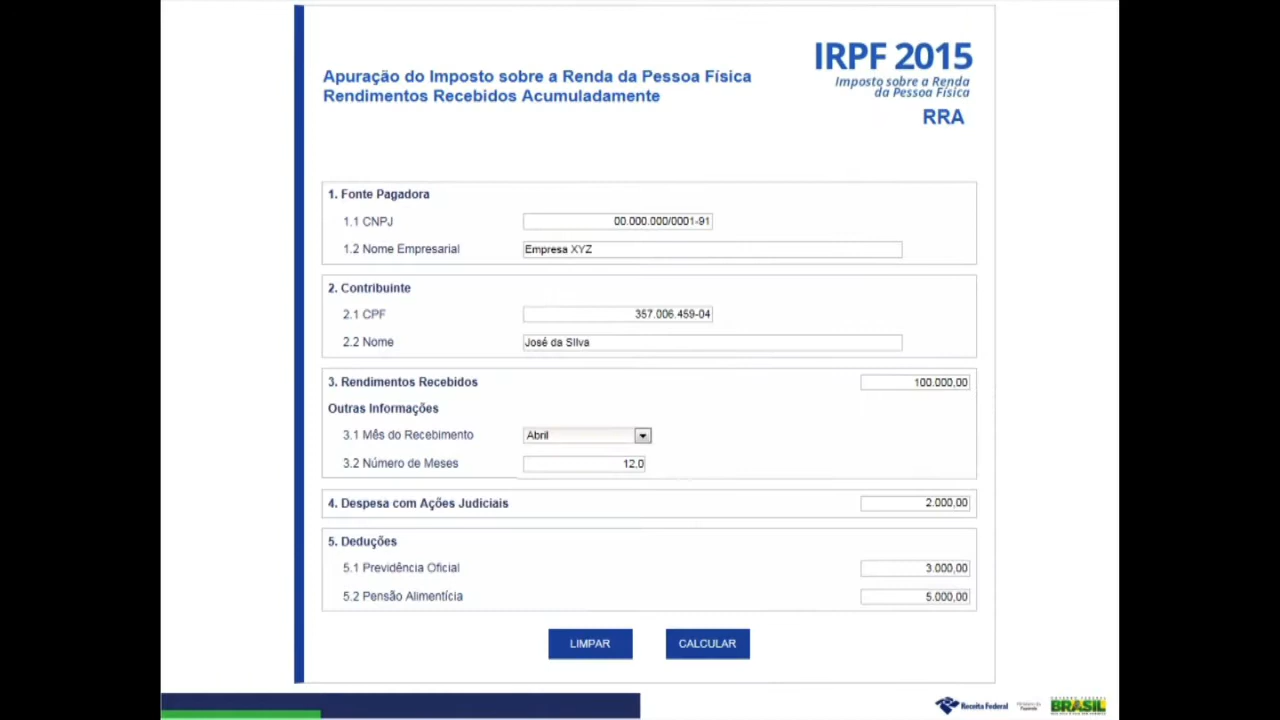 IRPF 2015
Imposto sobre a Renda
da Pessoa Física
RRA
Apuração do Imposto sobre a Renda da Pessoa Física
Rendimentos Recebidos Acumuladamente
1. Fonte Pagadora
1.1 CNPJ 00.000.000/0001-91
1.2 Nome Empresarial Empresa XYZ
2. Contribuinte
2.1 CPF 357.006.459-04
2.2 Nome José da SIlva
3. Rendimentos Recebidos 100.000,00
Outras Informações
3.1 Mês do Recebimento Abril
3.2 Número de Meses 12.0
4. Despesa com Ações Judiciais 2.000,00
5. Deduções
5.1 Previdência Oficial 3.000,00
5.2 Pensão Alimentícia 5.000,00
LIMPAR CALCULAR
Receita Federal
Ministério da
Fazenda
BRASIL